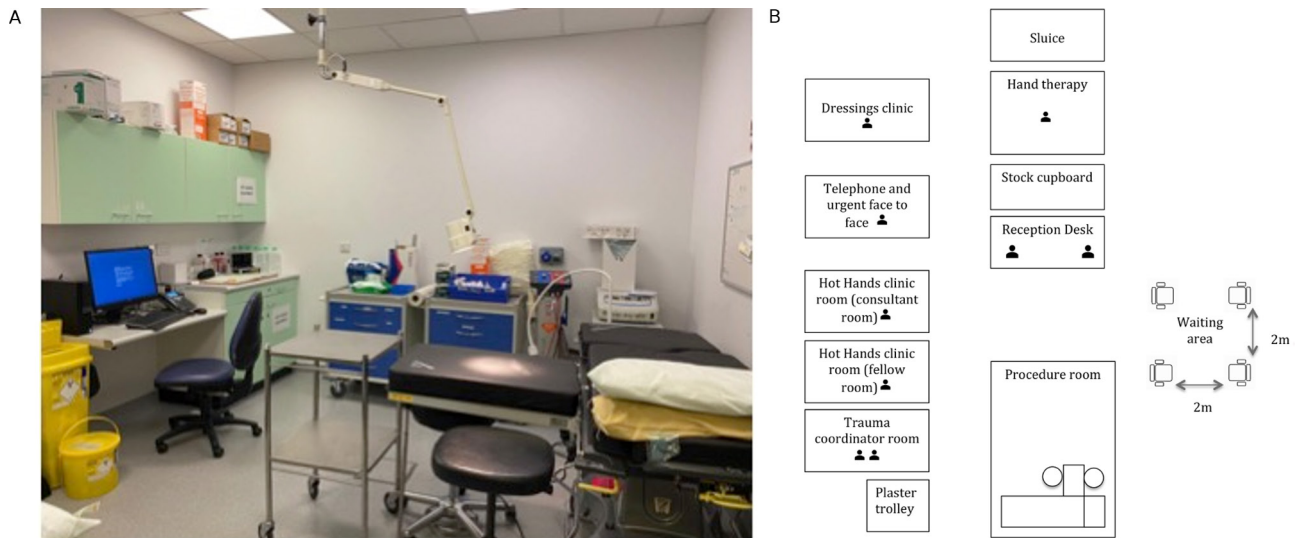 A
B
Sluice
Hand therapy
Dressings clinic
Stock cupboard
Telephone and
urgent face to
face
Reception Desk
Hot Hands clinic
room (consultant
room)
Waiting
area
2m
2m
Hot Hands clinic
room (fellow
room)
Procedure room
Trauma
coordinator room
Plaster
trolley